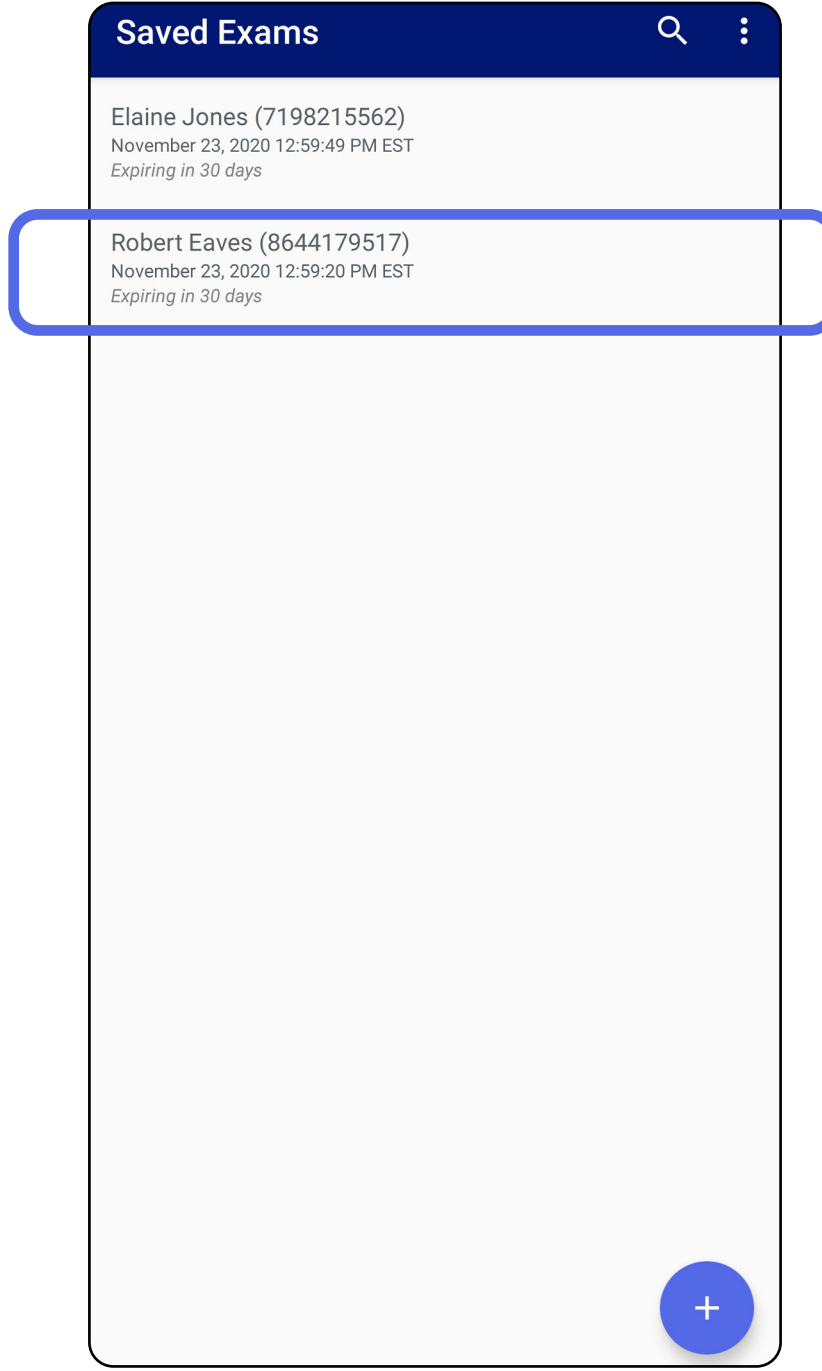 Saved Exams
Elaine Jones (7198215562)
November 23, 2020 12:59:49 PM EST
Expiring in 30 days
Robert Eaves (8644179517)
November 23, 2020 12:59:20 PM EST
Expiring in 30 days